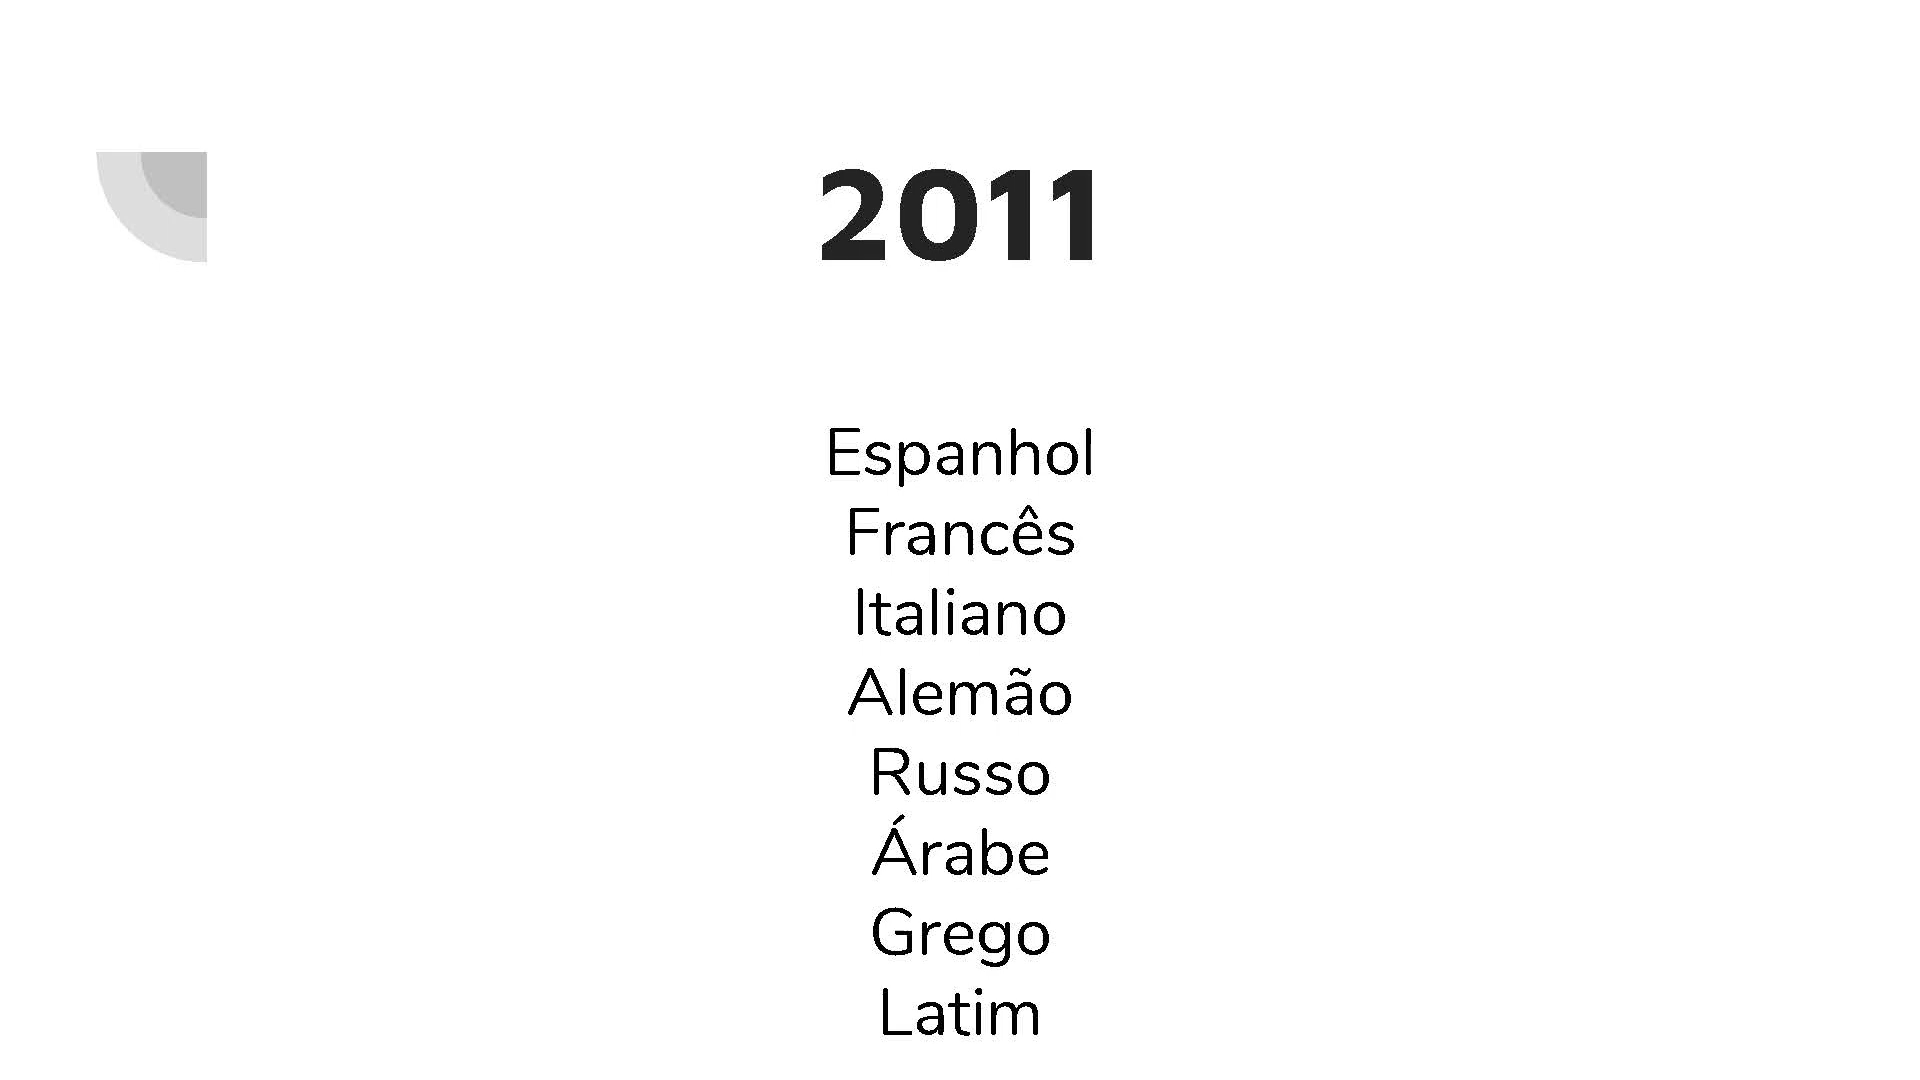 2011
Espanhol
Francês
Italiano
Alemão
Russo
Árabe
Grego
Latim